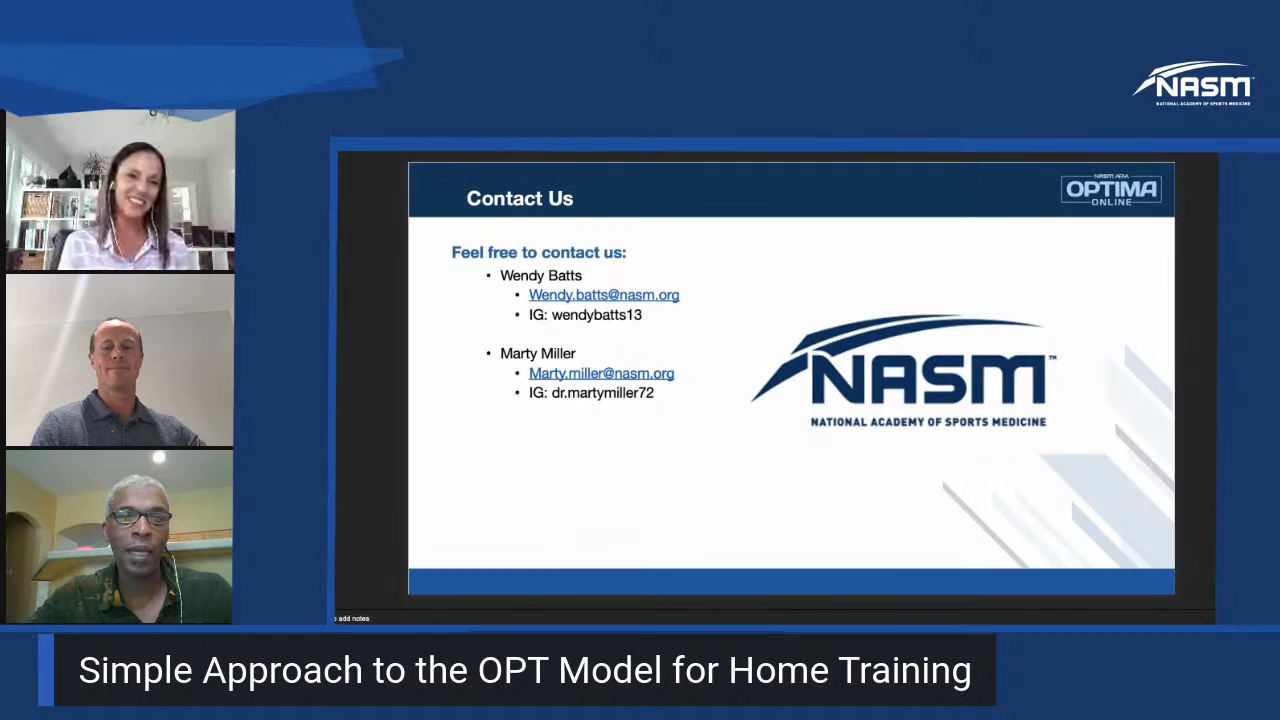 NASM
NATIONAL ACADEMY OF SPORTS MEDICINE
Contact Us
NASM AFAA
OPTIMA
ONLINE
Feel free to contact us:
• Wendy Batts
• Wendy.batts@nasm.org
• IG: wendybatts13
• Marty Miller
• Marty.miller@nasm.org
• IG: dr.martymiller72
NASM™
NATIONAL ACADEMY OF SPORTS MEDICINE
add notes
Simple Approach to the OPT Model for Home Training